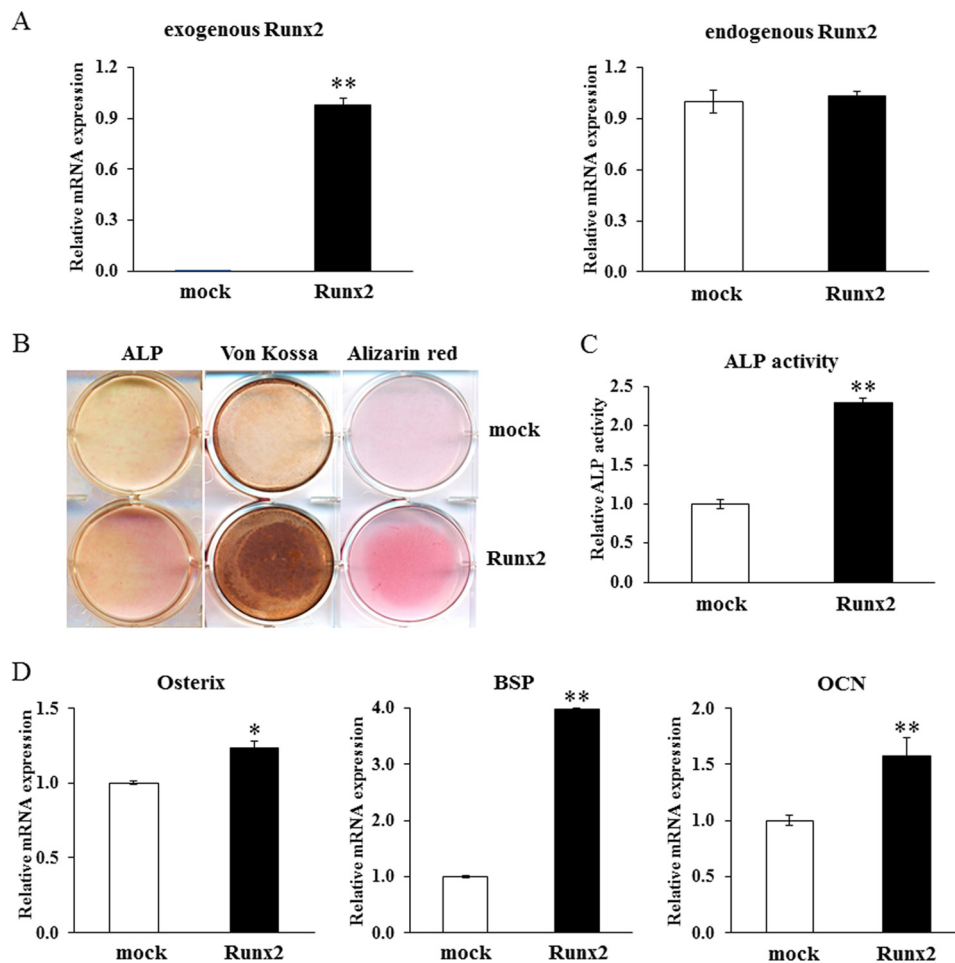 A
exogenous Runx2
Relative mRNA expression
1.2
0.9
0.6
0.3
0.0
**
mock
Runx2
endogenous Runx2
Relative mRNA expression
1.2
0.9
0.6
0.3
0.0
mock
Runx2
B
ALP
Von Kossa
Alizarin red
mock
Runx2
C
ALP activity
Relative ALP activity
2.5
2.0
1.5
1.0
0.5
0.0
**
mock
Runx2
D
Osterix
Relative mRNA expression
1.5
1.0
0.5
0.0
*
mock
Runx2
BSP
Relative mRNA expression
4.0
3.0
2.0
1.0
0.0
**
mock
Runx2
OCN
Relative mRNA expression
2.0
1.5
1.0
0.5
0.0
**
mock
Runx2